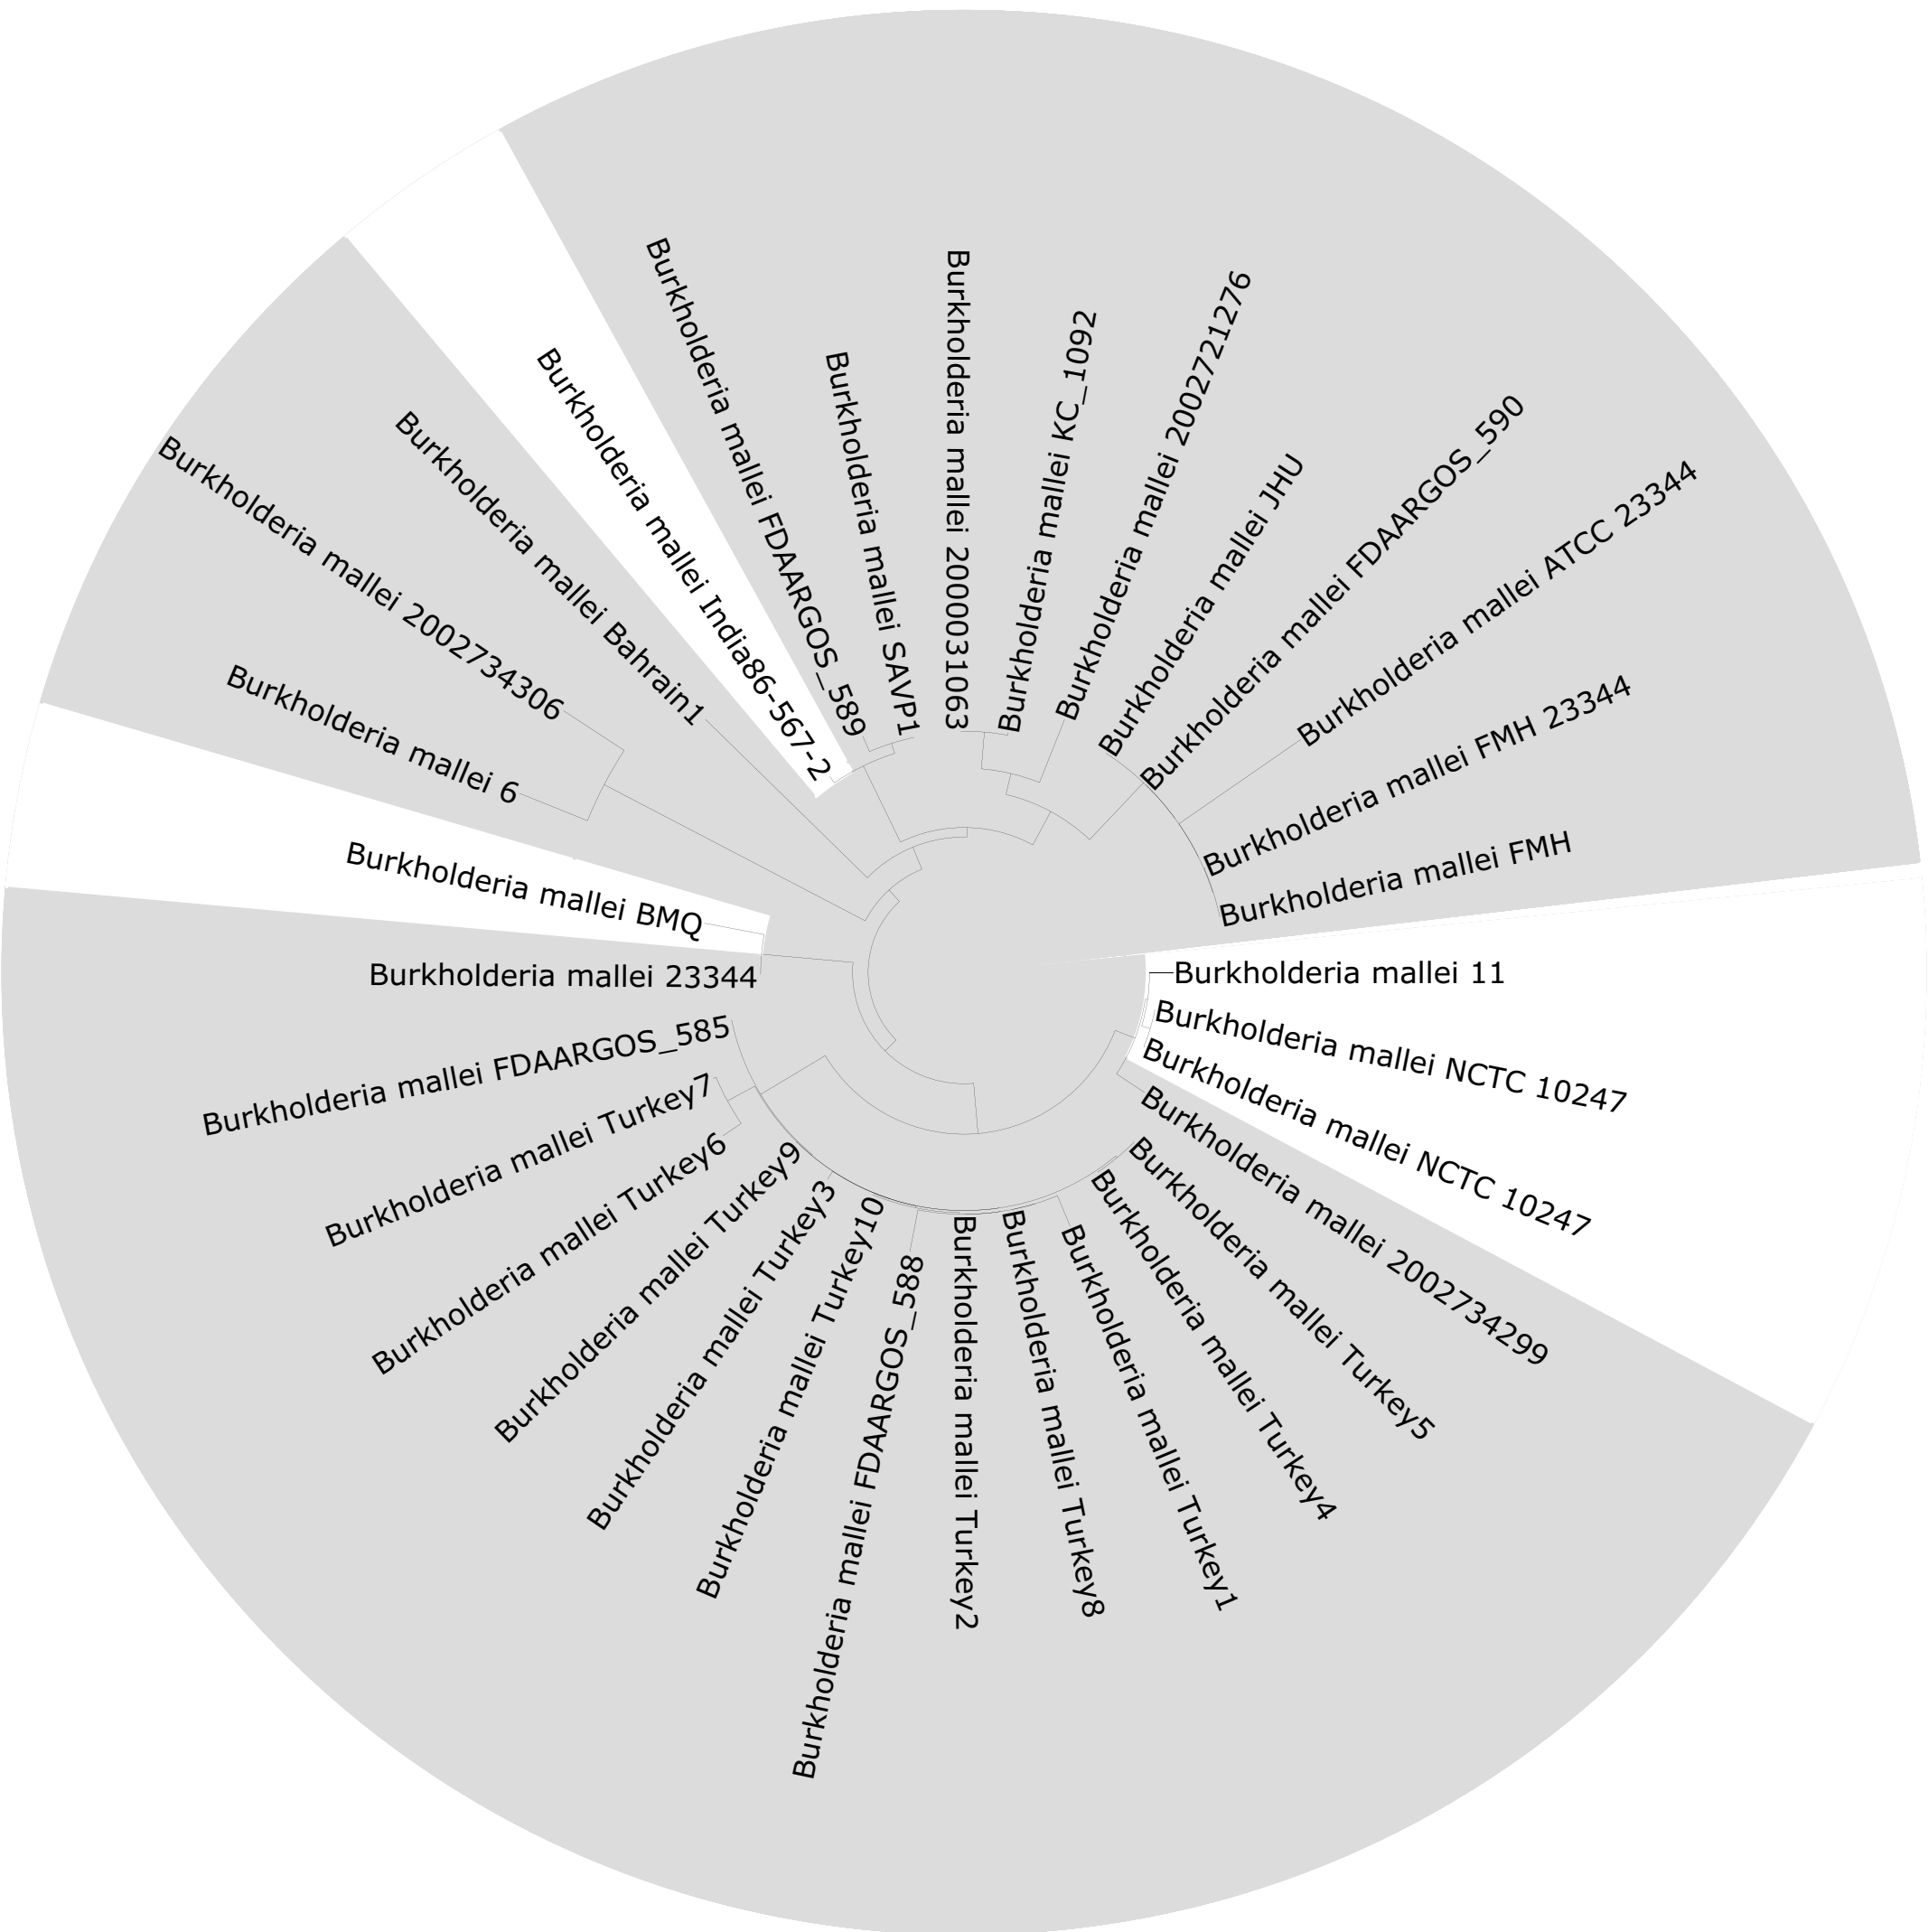 Burkholderia mallei FDAARGOS_589
Burkholderia mallei SAVP1
Burkholderia mallei 2000031063
Burkholderia mallei KC_1092
Burkholderia mallei 2002721276
Burkholderia mallei JHU
Burkholderia mallei FDAARGOS_590
Burkholderia mallei ATCC 23344
Burkholderia mallei FMH 23344
Burkholderia mallei FMH
Burkholderia mallei 11
Burkholderia mallei NCTC 10247
Burkholderia mallei NCTC 10247
Burkholderia mallei 2002734299
Burkholderia mallei Turkey5
Burkholderia mallei Turkey4
Burkholderia mallei Turkey1
Burkholderia mallei Turkey8
Burkholderia mallei Turkey2
Burkholderia mallei FDAARGOS_588
Burkholderia mallei Turkey10
Burkholderia mallei Turkey3
Burkholderia mallei Turkey9
Burkholderia mallei Turkey6
Burkholderia mallei Turkey7
Burkholderia mallei FDAARGOS_585
Burkholderia mallei 23344
Burkholderia mallei BMQ
Burkholderia mallei 6
Burkholderia mallei 2002734306
Burkholderia mallei Bahrain1
Burkholderia mallei India86-567-2